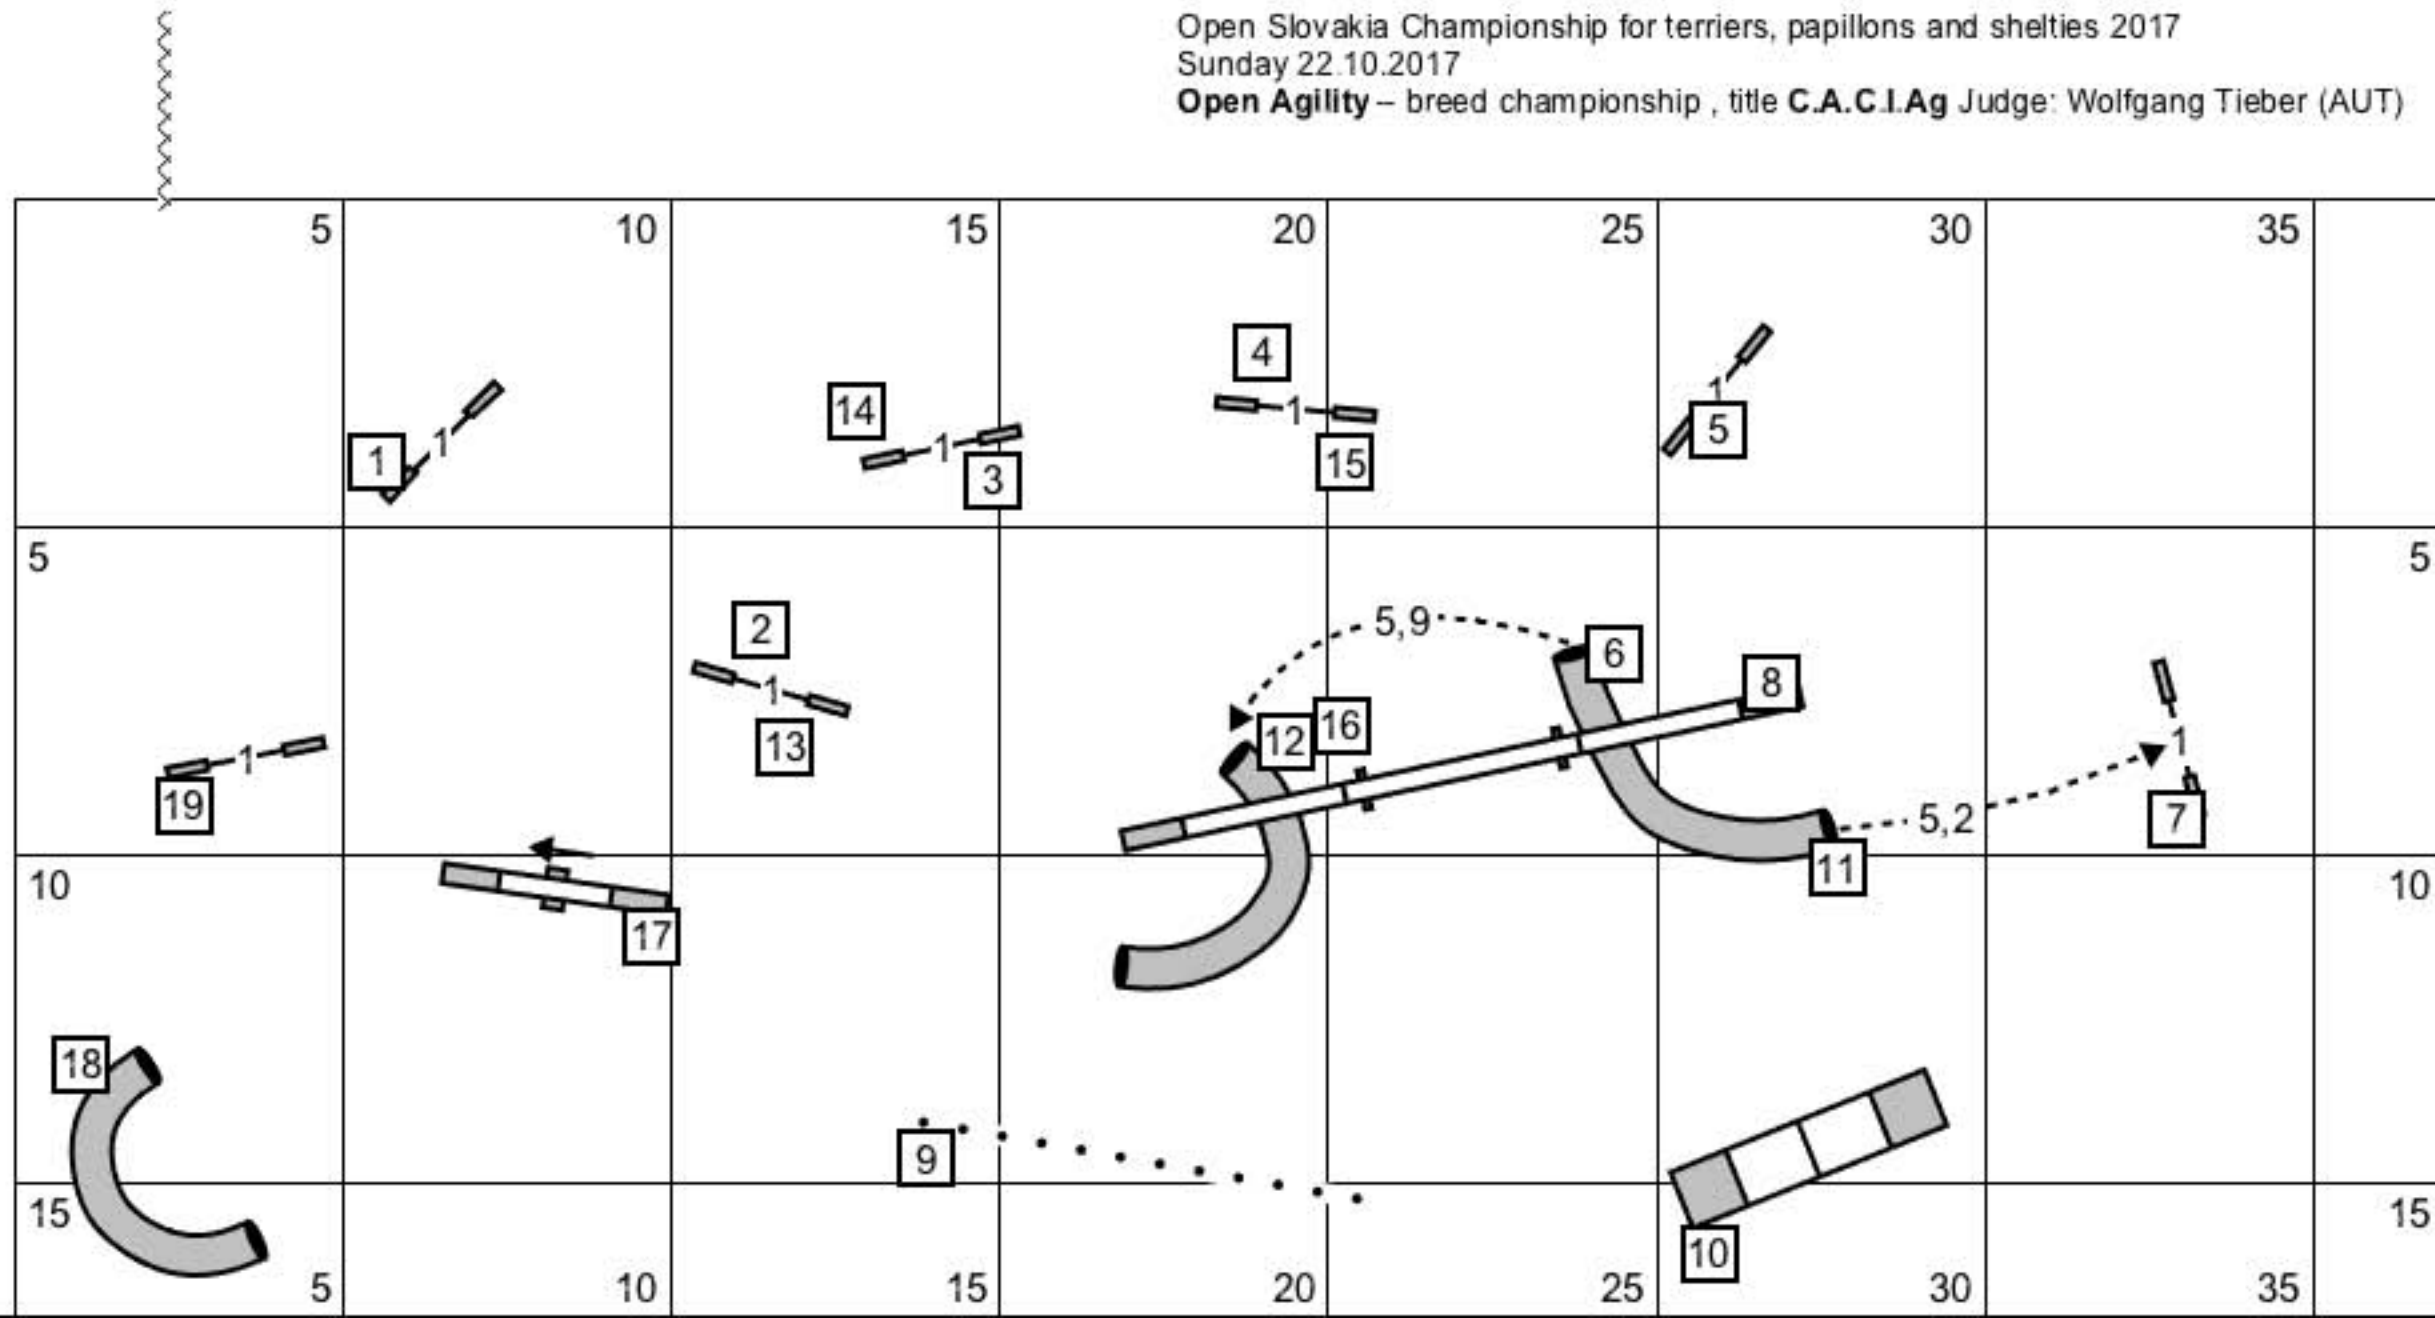 Open Slovakia Championship for terriers, papillons and shelties 2017
Sunday 22.10.2017
Open Agility – breed championship , title C.A.C.I.Ag Judge: Wolfgang Tieber (AUT)
5 10 15 20 25 30 35
4
14 1 1 5
1 1 1 15
3
5 5
2 5,9 6
1 8
13 12 16 1
1
19 5,2 7
10 11 10
17
18
9
15 15
10
5 10 15 20 25 30 35